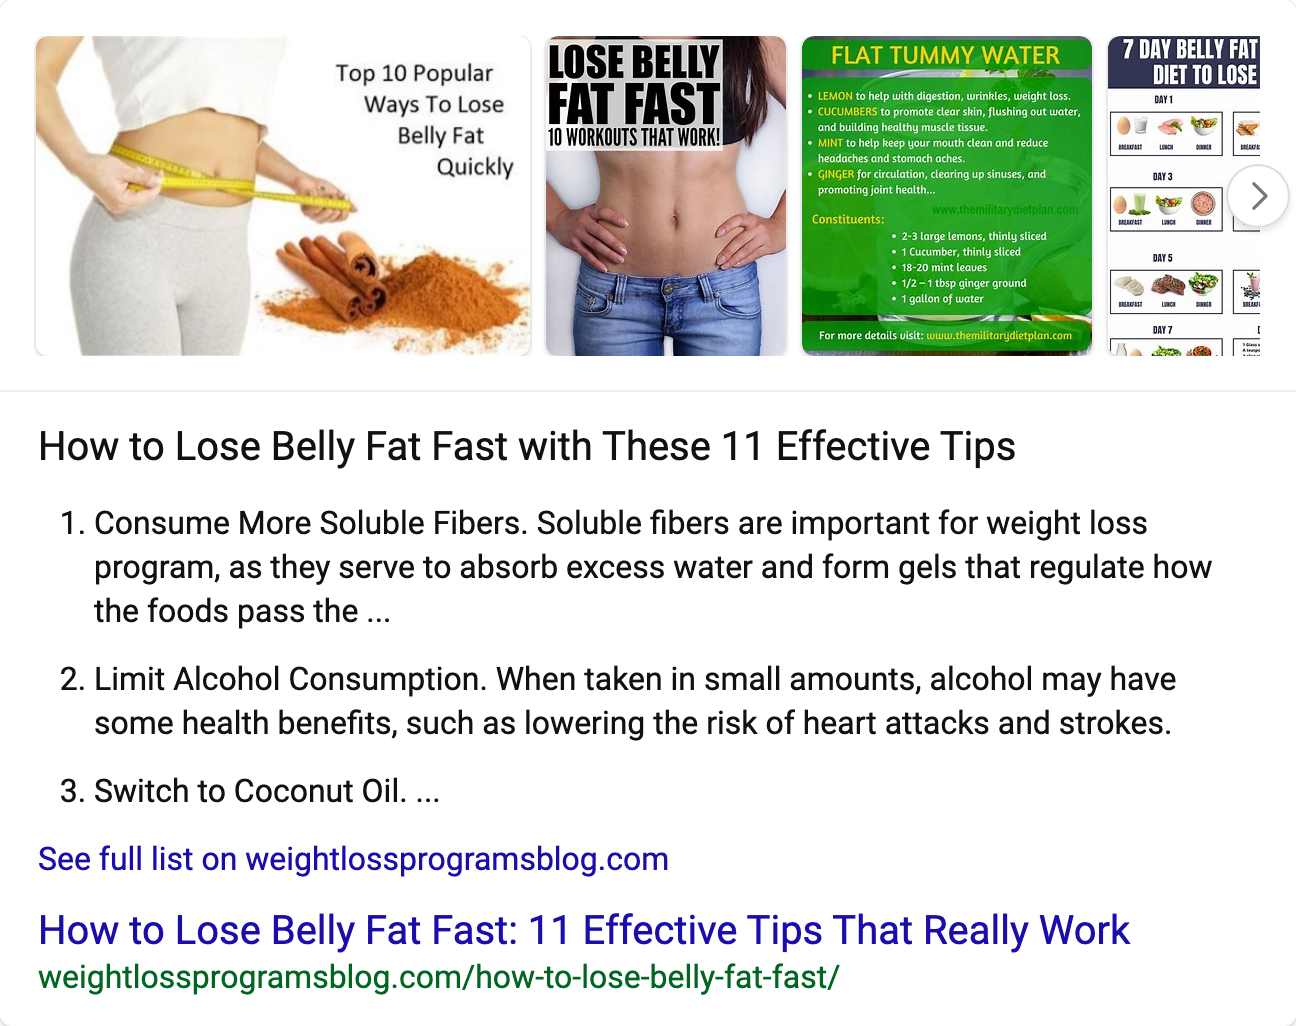 Top 10 Popular
Ways To Lose
Belly Fat
Quickly
LOSE BELLY
FAT FAST
10 WORKOUTS THAT WORK!
FLAT TUMMY WATER
• LEMON to help with digestion, wrinkles, weight loss.
• CUCUMBERS to promote clear skin, flushing out water,
and building healthy muscle tissue.
• MINT to help keep your mouth clean and reduce
headaches and stomach aches.
• GINGER for circulation, clearing up sinuses, and
promoting joint health...
www.themilitarydietplan.com
Constituents:
• 2-3 large lemons, thinly sliced
• 1 Cucumber, thinly sliced
• 18-20 mint leaves
• 1/2 – 1 tbsp ginger ground
• 1 gallon of water
For more details visit: www.themilitarydietplan.com
7 DAY BELLY FAT
DIET TO LOSE
DAY 1
BREAKFAST LUNCH DINNER
DAY 3
BREAKFAST LUNCH DINNER
DAY 5
BREAKFAST LUNCH DINNER
DAY 7
How to Lose Belly Fat Fast with These 11 Effective Tips
1. Consume More Soluble Fibers. Soluble fibers are important for weight loss
program, as they serve to absorb excess water and form gels that regulate how
the foods pass the ...
2. Limit Alcohol Consumption. When taken in small amounts, alcohol may have
some health benefits, such as lowering the risk of heart attacks and strokes.
3. Switch to Coconut Oil. ...
See full list on weightlossprogramsblog.com
How to Lose Belly Fat Fast: 11 Effective Tips That Really Work
weightlossprogramsblog.com/how-to-lose-belly-fat-fast/